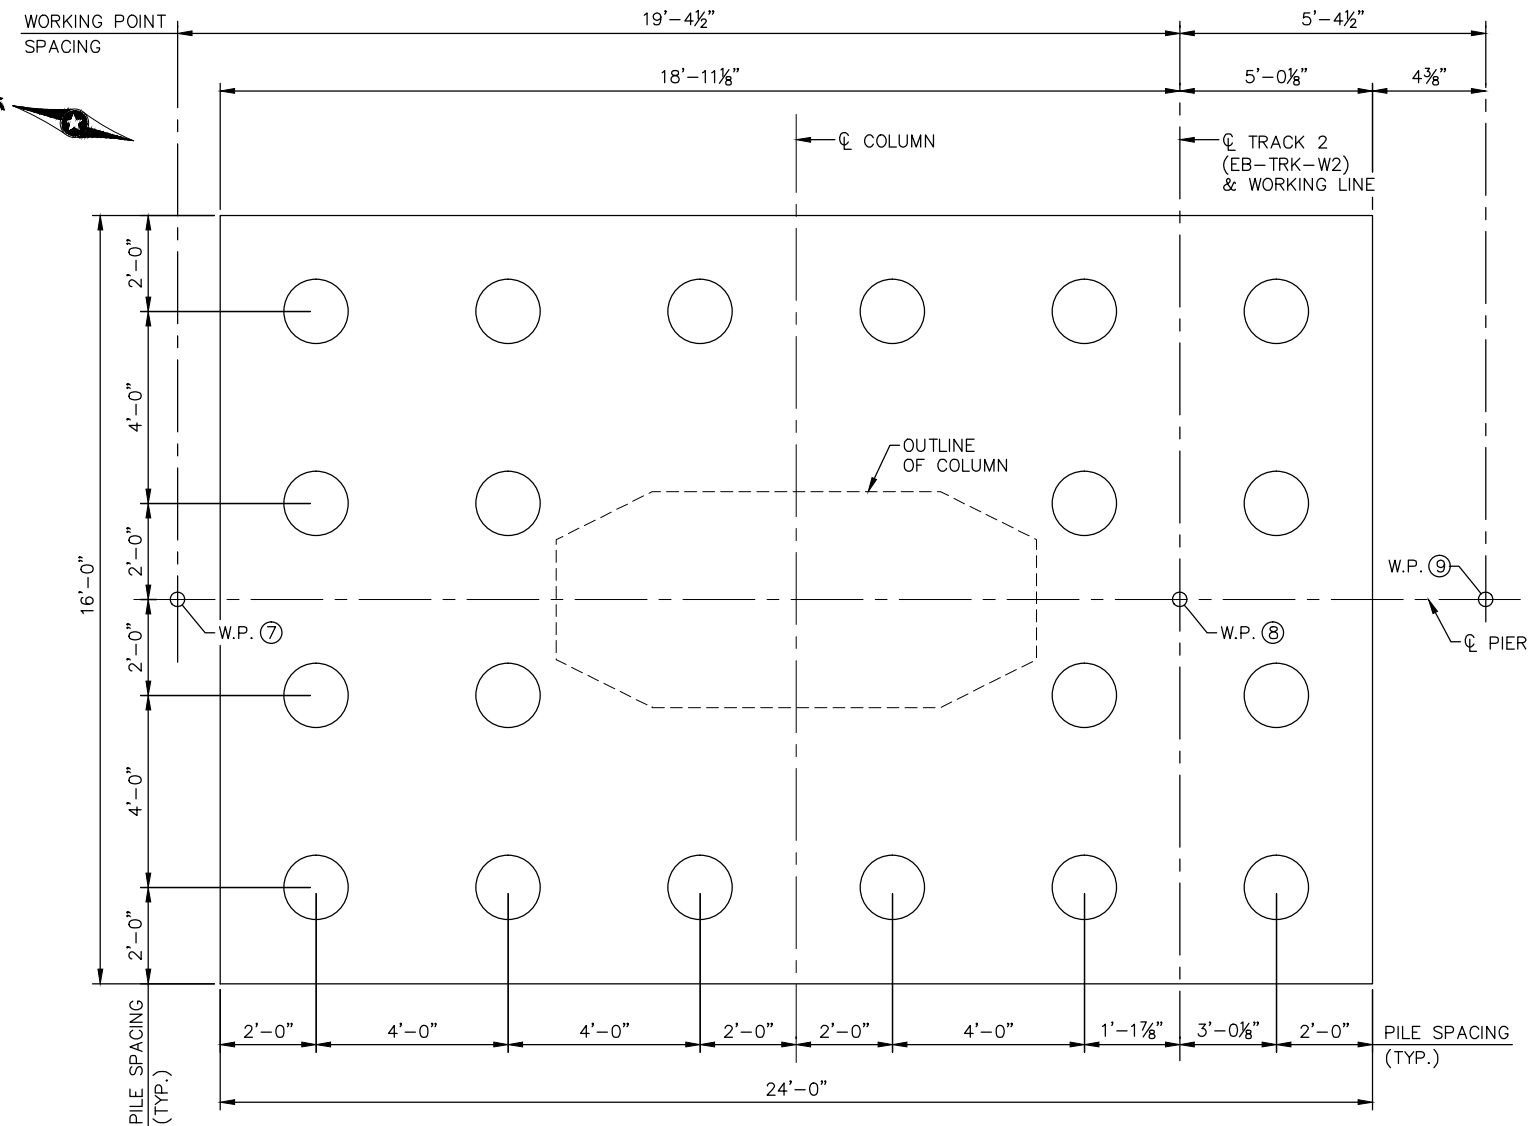 WORKING POINT
SPACING
19'-4½"
5'-4½"
18'-11⅛"
5'-0⅛"
4⅜"
℄ COLUMN
℄ TRACK 2
(EB-TRK-W2)
& WORKING LINE
2'-0"
4'-0"
2'-0"
16'-0"
2'-0"
4'-0"
2'-0"
OUTLINE
OF COLUMN
W.P. ⑦
W.P. ⑧
W.P. ⑨
℄ PIER
PILE SPACING
(TYP.)
2'-0"
4'-0"
4'-0"
2'-0"
2'-0"
4'-0"
1'-1⅞"
3'-0⅛"
2'-0"
PILE SPACING
(TYP.)
24'-0"